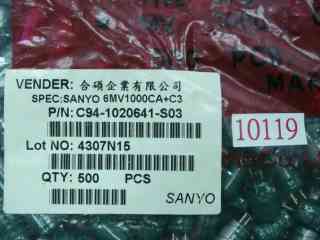 VENDER: 合碩企業有限公司
SPEC:SANYO 6MV1000CA+C3
P/N: C94-1020641-S03
Lot NO: 4307N15
QTY: 500 PCS
SANYO
10119